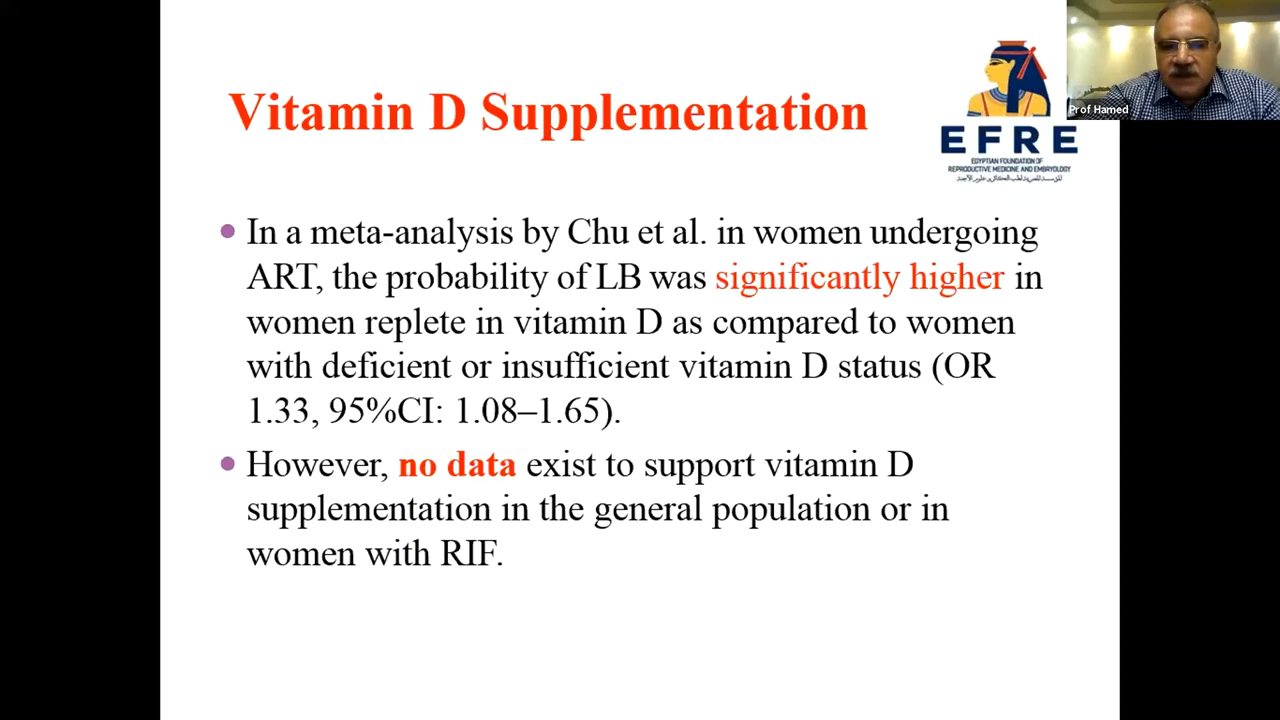 Vitamin D Supplementation
Prof Hamed
EFRE
EGYPTIAN FOUNDATION OF
REPRODUCTIVE MEDICINE AND EMBRYOLOGY
In a meta-analysis by Chu et al. in women undergoing
ART, the probability of LB was significantly higher in
women replete in vitamin D as compared to women
with deficient or insufficient vitamin D status (OR
1.33, 95%CI: 1.08–1.65).
However, no data exist to support vitamin D
supplementation in the general population or in
women with RIF.